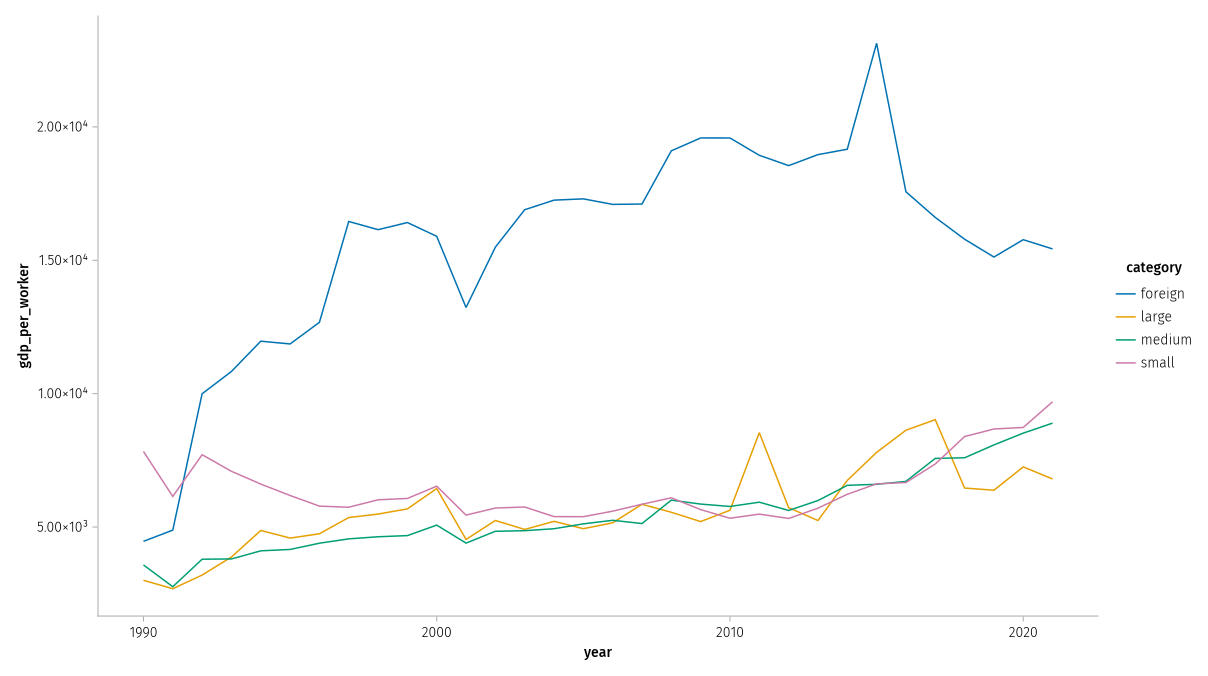 gdp_per_worker
2.00×10⁴
1.50×10⁴
1.00×10⁴
5.00×10³
1990
2000
2010
2020
year
category
foreign
large
medium
small